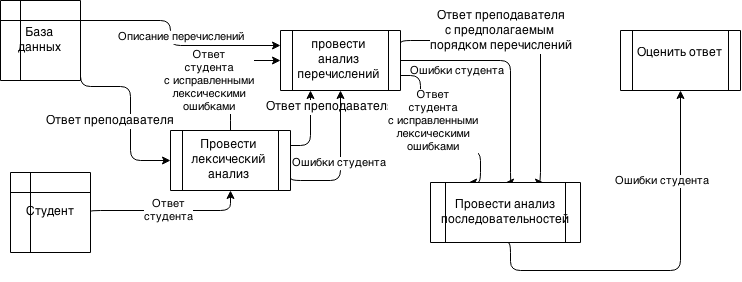 База
данных
Описание перечислений
Ответ
студента
с исправленными
лексическими
ошибками
провести
анализ
перечислений
Ответ преподавателя
с предполагаемым
порядком перечислений
Оценить ответ
Ошибки студента
Ответ
студента
с исправленными
лексическими
ошибками
Ответ преподавателя
Ответ преподавателя
Провести
лексический
анализ
Ошибки студента
Студент
Ответ
студента
Провести анализ
последовательностей
Ошибки студента